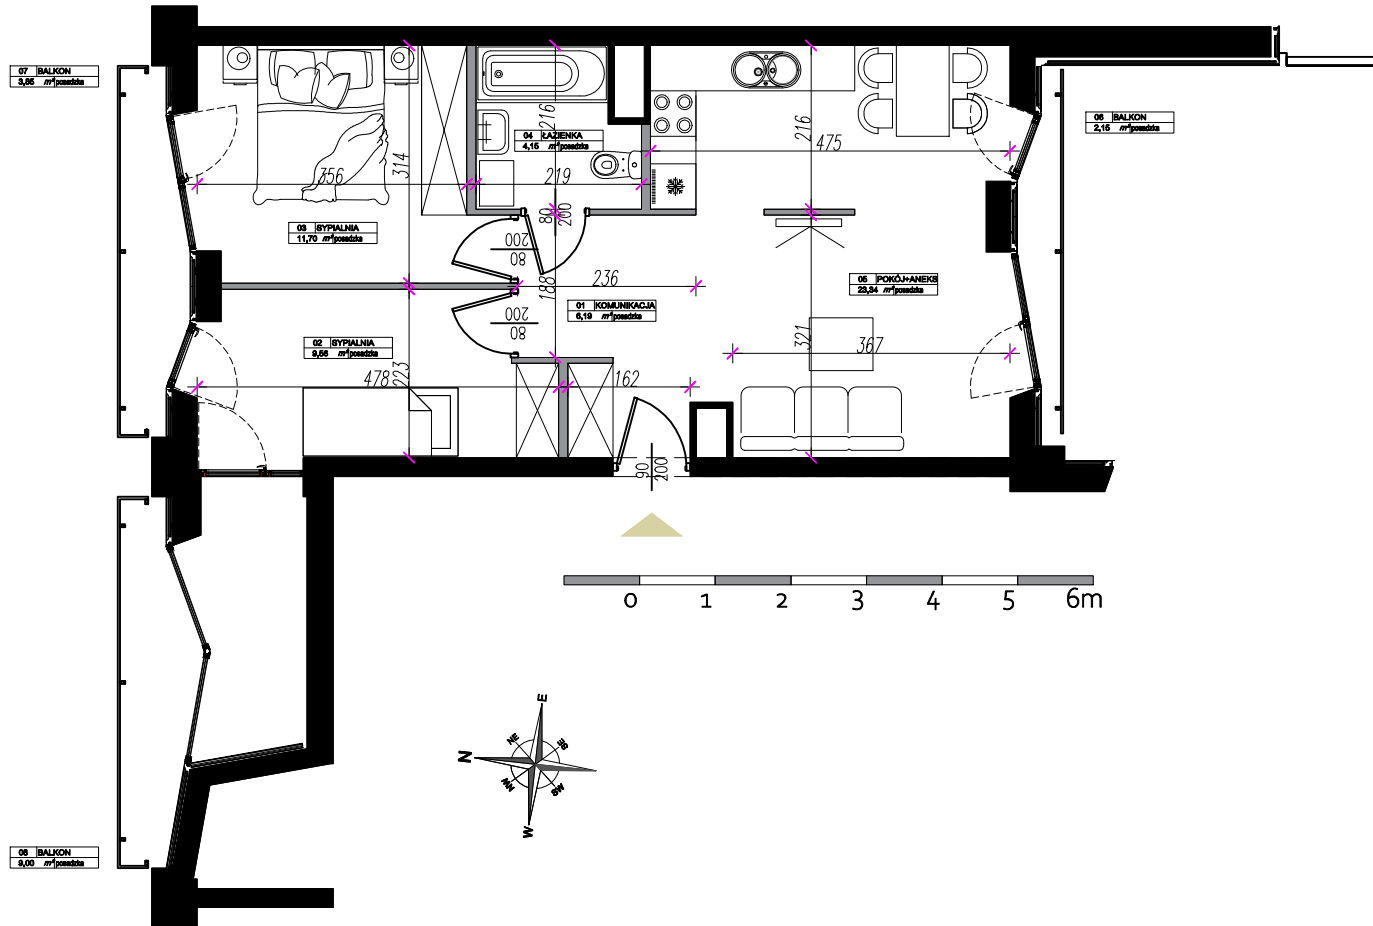 07 BALKON
3,85 m² posadzka
06 BALKON
2,15 m² posadzka
04 ŁAZIENKA
4,15 m² posadzka
216
216
475
314
356
219
80
200
03 SYPIALNIA
11,70 m² posadzka
200
80
188
236
05 POKÓJ+ANEKS
23,34 m² posadzka
01 KOMUNIKACJA
6,19 m² posadzka
200
80
02 SYPIALNIA
9,56 m² posadzka
321
367
478
223
162
90
200
0 1 2 3 4 5 6m
E
N
NE
SE
NW
SW
W
08 BALKON
9,00 m² posadzka